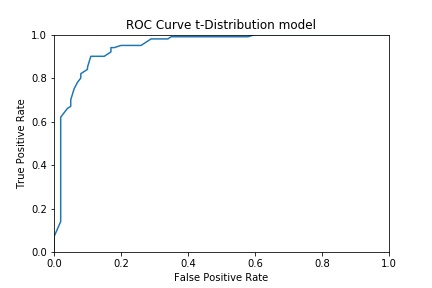 ROC Curve t-Distribution model
1.0
0.8
0.6
0.4
0.2
0.0
True Positive Rate
0.0 0.2 0.4 0.6 0.8 1.0
False Positive Rate